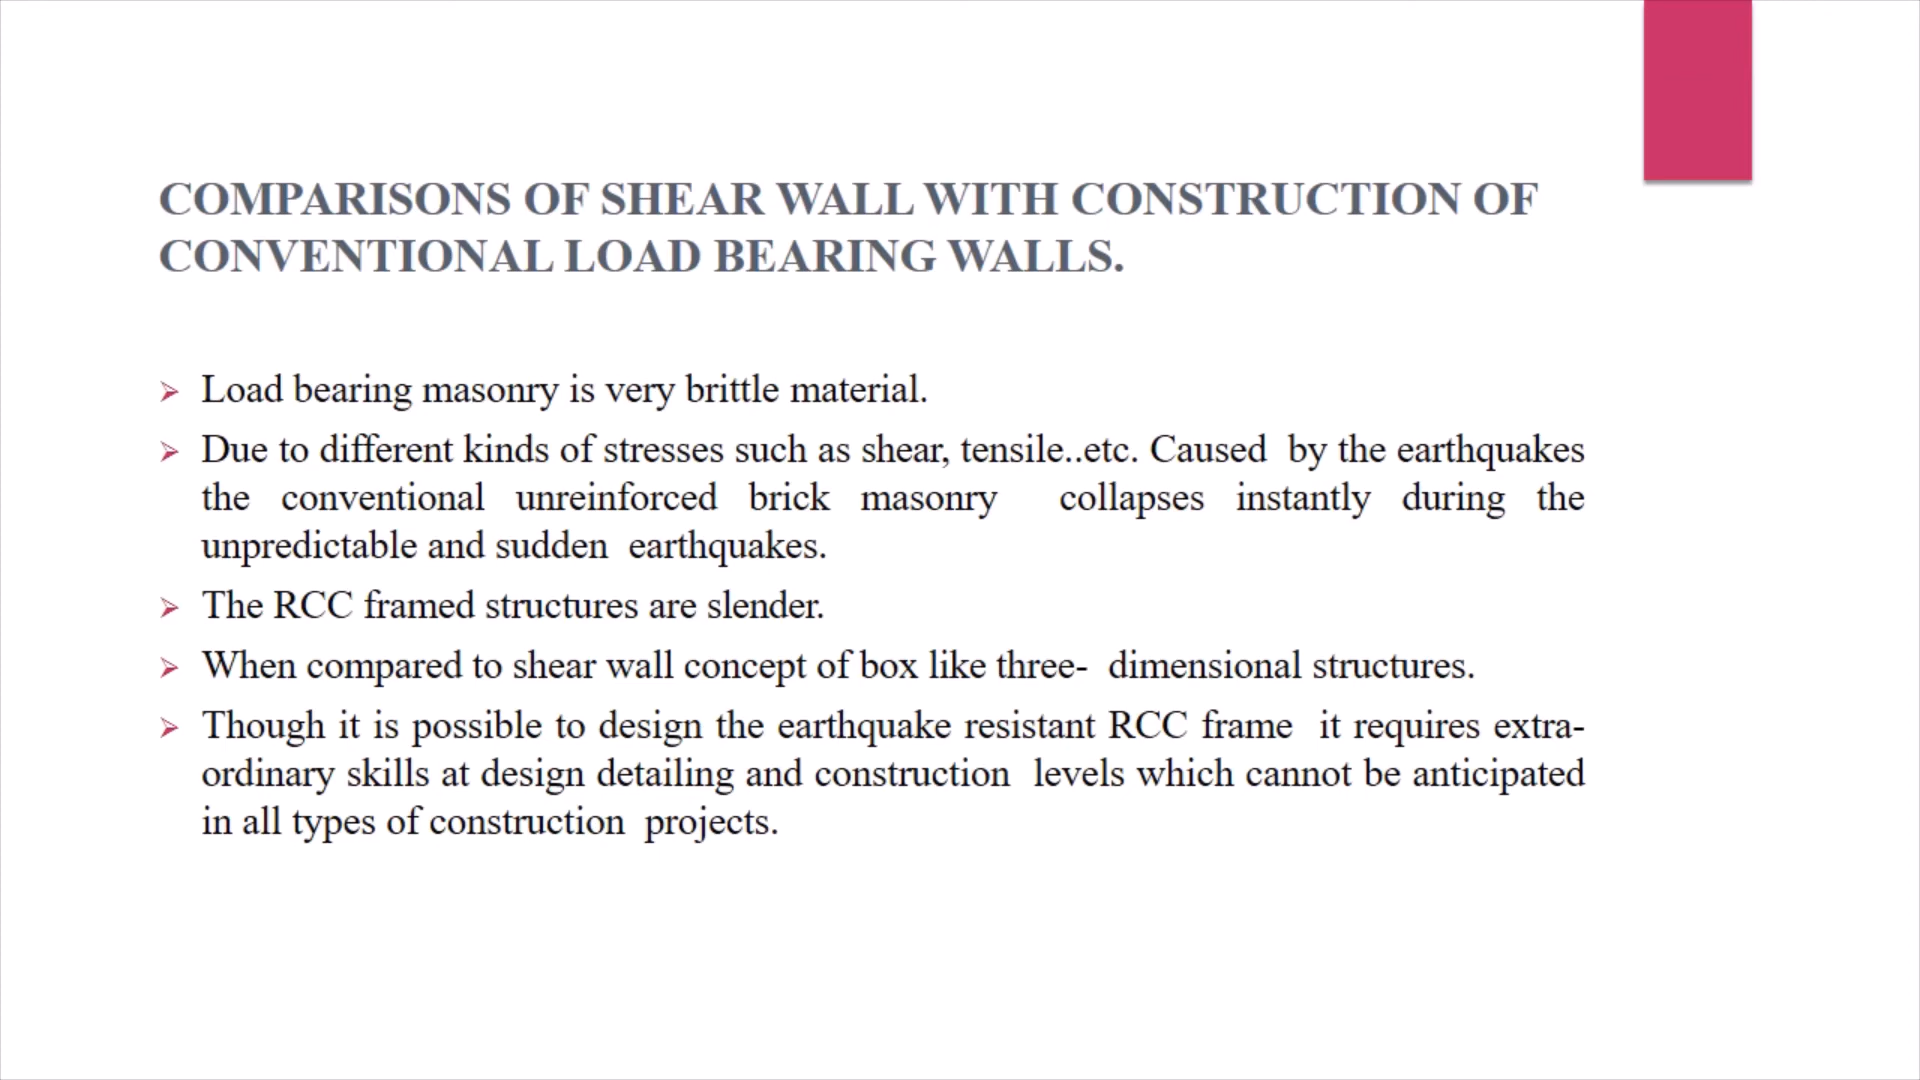 COMPARISONS OF SHEAR WALL WITH CONSTRUCTION OF
CONVENTIONAL LOAD BEARING WALLS.
➢ Load bearing masonry is very brittle material.
➢ Due to different kinds of stresses such as shear, tensile..etc. Caused  by the earthquakes
the conventional unreinforced brick masonry  collapses instantly during the
unpredictable and sudden  earthquakes.
➢ The RCC framed structures are slender.
➢ When compared to shear wall concept of box like three-  dimensional structures.
➢ Though it is possible to design the earthquake resistant RCC frame  it requires extra-
ordinary skills at design detailing and construction  levels which cannot be anticipated
in all types of construction  projects.